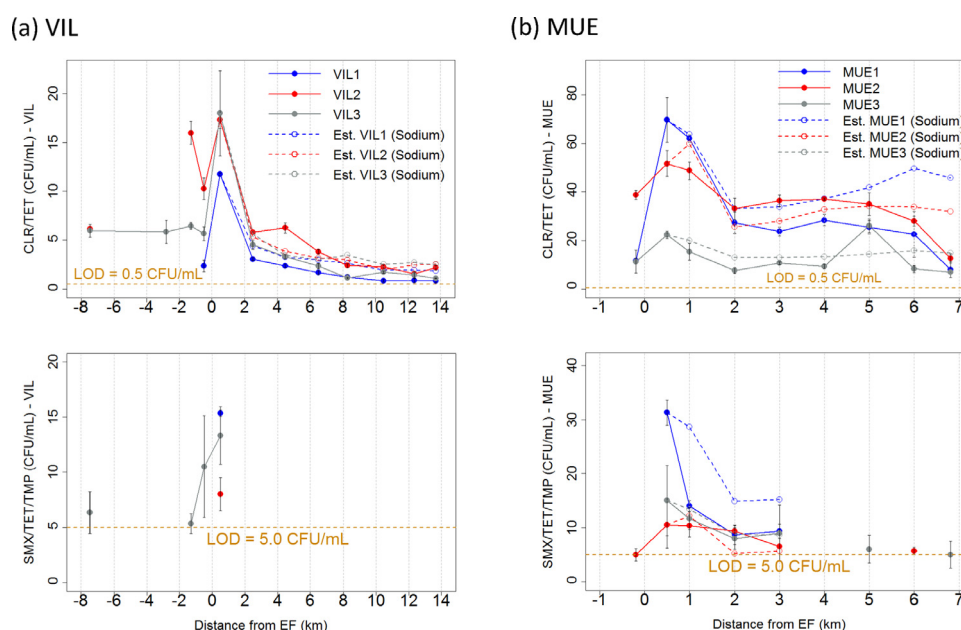 (a) VIL
(b) MUE
CLR/TET (CFU/mL) - VIL
0 5 10 15 20
VIL1
VIL2
VIL3
Est. VIL1 (Sodium)
Est. VIL2 (Sodium)
Est. VIL3 (Sodium)
LOD = 0.5 CFU/mL
-8 -6 -4 -2 0 2 4 6 8 10 12 14
CLR/TET (CFU/mL) - MUE
0 20 40 60 80
MUE1
MUE2
MUE3
Est. MUE1 (Sodium)
Est. MUE2 (Sodium)
Est. MUE3 (Sodium)
LOD = 0.5 CFU/mL
-1 0 1 2 3 4 5 6 7
SMX/TET/TMP (CFU/mL) - VIL
0 5 10 15 20
LOD = 5.0 CFU/mL
-8 -6 -4 -2 0 2 4 6 8 10 12 14
Distance from EF (km)
SMX/TET/TMP (CFU/mL) - MUE
0 10 20 30 40
LOD = 5.0 CFU/mL
-1 0 1 2 3 4 5 6 7
Distance from EF (km)